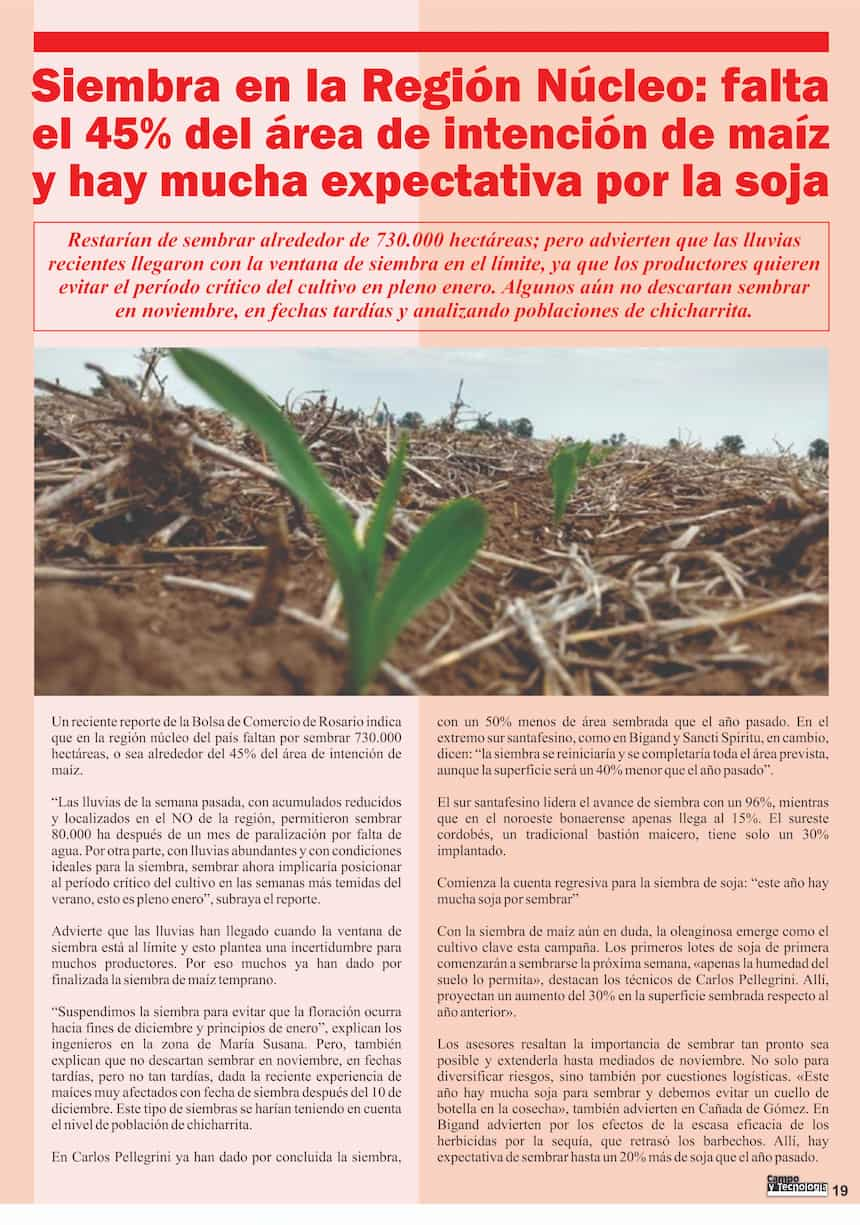 Siembra en la Región Núcleo: falta
el 45% del área de intención de maíz
y hay mucha expectativa por la soja
Restarían de sembrar alrededor de 730.000 hectáreas; pero advierten que las lluvias
recientes llegaron con la ventana de siembra en el límite, ya que los productores quieren
evitar el período crítico del cultivo en pleno enero. Algunos aún no descartan sembrar
en noviembre, en fechas tardías y analizando poblaciones de chicharrita.
Un reciente reporte de la Bolsa de Comercio de Rosario indica
que en la región núcleo del país faltan por sembrar 730.000
hectáreas, o sea alrededor del 45% del área de intención de
maíz.
“Las lluvias de la semana pasada, con acumulados reducidos
y localizados en el NO de la región, permitieron sembrar
80.000 ha después de un mes de paralización por falta de
agua. Por otra parte, con lluvias abundantes y con condiciones
ideales para la siembra, sembrar ahora implicaría posicionar
al período crítico del cultivo en las semanas más temidas del
verano, esto es pleno enero”, subraya el reporte.
Advierte que las lluvias han llegado cuando la ventana de
siembra está al límite y esto plantea una incertidumbre para
muchos productores. Por eso muchos ya han dado por
finalizada la siembra de maíz temprano.
“Suspendimos la siembra para evitar que la floración ocurra
hacia fines de diciembre y principios de enero”, explican los
ingenieros en la zona de María Susana. Pero, también
explican que no descartan sembrar en noviembre, en fechas
tardías, pero no tan tardías, dada la reciente experiencia de
maíces muy afectados con fecha de siembra después del 10 de
diciembre. Este tipo de siembras se harían teniendo en cuenta
el nivel de población de chicharrita.
En Carlos Pellegrini ya han dado por concluida la siembra,
con un 50% menos de área sembrada que el año pasado. En el
extremo sur santafesino, como en Bigand y Sancti Spiritu, en cambio,
dicen: “la siembra se reiniciaría y se completaría toda el área prevista,
aunque la superficie será un 40% menor que el año pasado”.
El sur santafesino lidera el avance de siembra con un 96%, mientras
que en el noroeste bonaerense apenas llega al 15%. El sureste
cordobés, un tradicional bastión maicero, tiene solo un 30%
implantado.
Comienza la cuenta regresiva para la siembra de soja: “este año hay
mucha soja por sembrar”
Con la siembra de maíz aún en duda, la oleaginosa emerge como el
cultivo clave esta campaña. Los primeros lotes de soja de primera
comenzarán a sembrarse la próxima semana, «apenas la humedad del
suelo lo permita», destacan los técnicos de Carlos Pellegrini. Allí,
proyectan un aumento del 30% en la superficie sembrada respecto al
año anterior».
Los asesores resaltan la importancia de sembrar tan pronto sea
posible y extenderla hasta mediados de noviembre. No solo para
diversificar riesgos, sino también por cuestiones logísticas. «Este
año hay mucha soja para sembrar y debemos evitar un cuello de
botella en la cosecha», también advierten en Cañada de Gómez. En
Bigand advierten por los efectos de la escasa eficacia de los
herbicidas por la sequía, que retrasó los barbechos. Allí, hay
expectativa de sembrar hasta un 20% más de soja que el año pasado.
Campo
y Tecnología
19